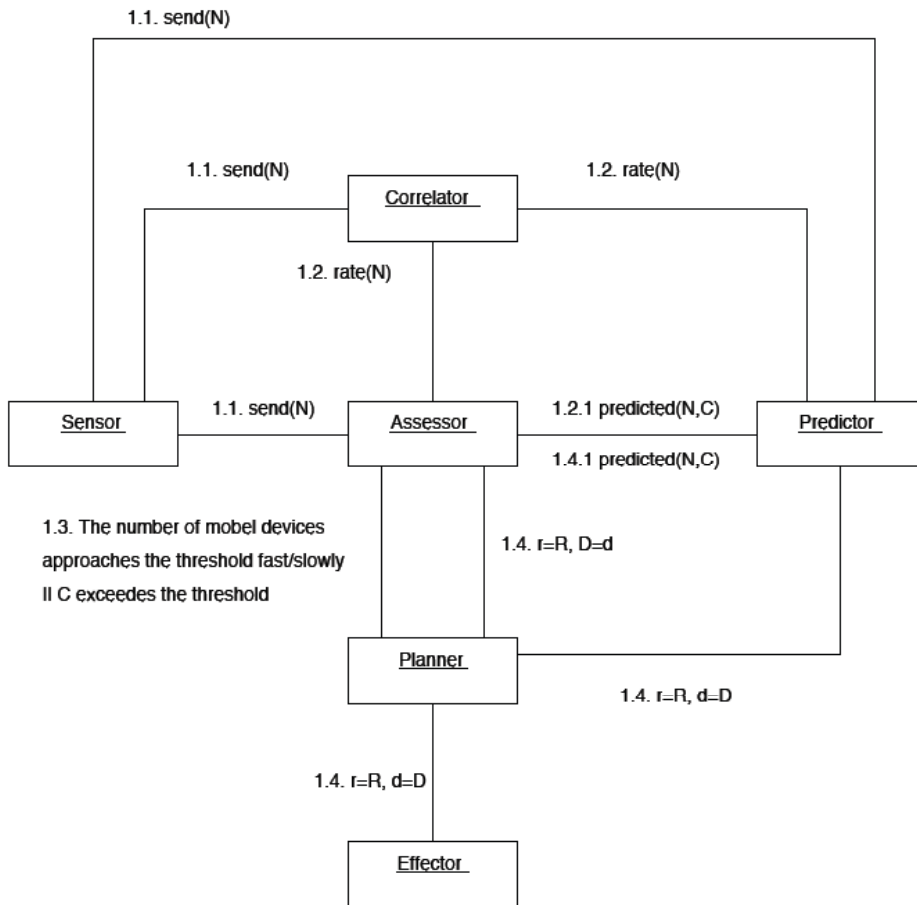 1.1. send(N)
1.1. send(N)
1.2. rate(N)
Correlator
1.2. rate(N)
Sensor
1.1. send(N)
Assessor
1.2.1 predicted(N,C)
Predictor
1.4.1 predicted(N,C)
1.3. The number of mobel devices
approaches the threshold fast/slowly
II C exceedes the threshold
1.4. r=R, D=d
Planner
1.4. r=R, d=D
1.4. r=R, d=D
Effector